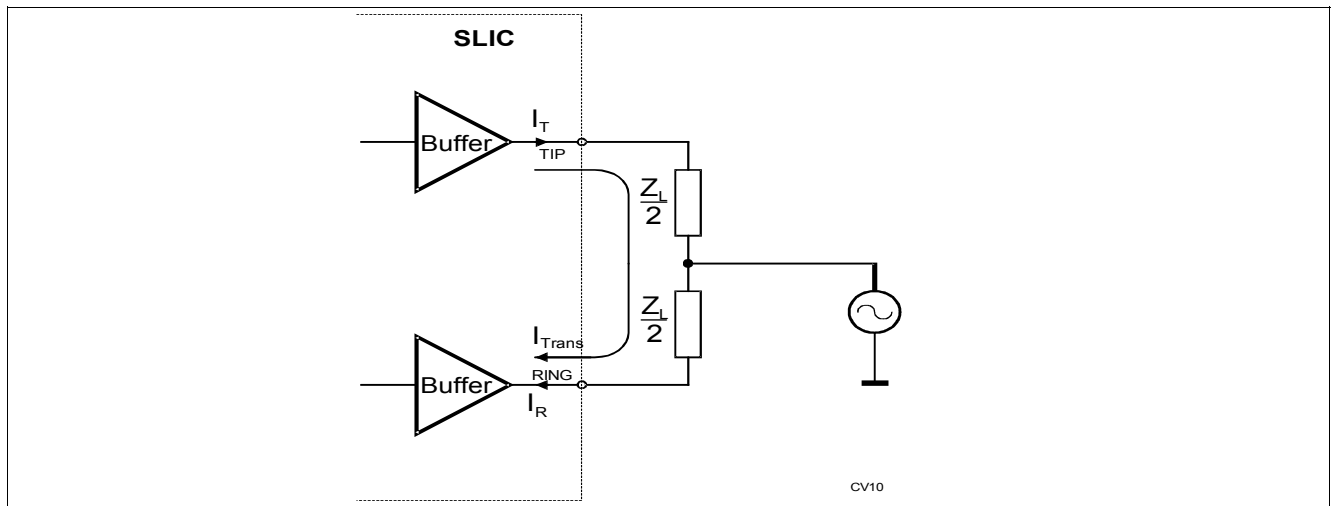 SLIC
Buffer
I_T
TIP
Z_L
2
Z_L
2
I_Trans
Buffer
RING
I_R
CV10